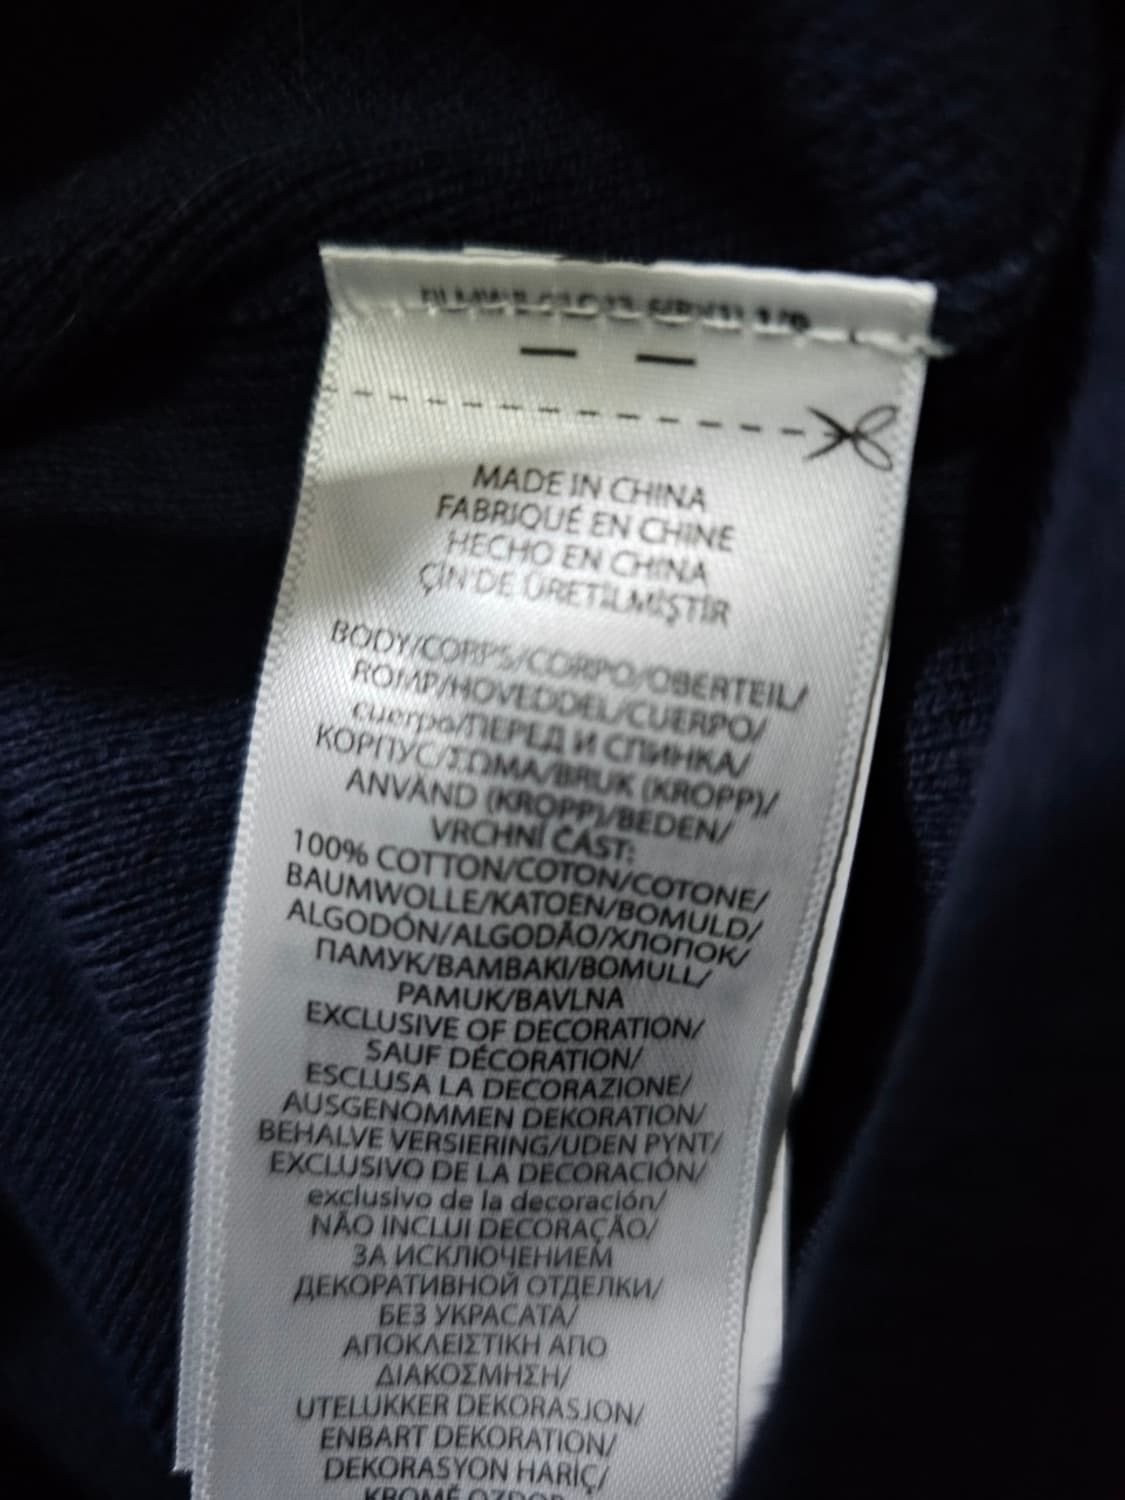 MADE IN CHINA
FABRIQUÉ EN CHINE
HECHO EN CHINA
ÇİN'DE ÜRETİLMİŞTİR
BODY/CORPS/CORPO/OBERTEIL/
ROMP/HOVEDDEL/CUERPO/
cuerpo/ПЕРЕД И СПИНКА/
КОРПУС/ΣΩΜΑ/BRUK (KROPP)/
ANVÄND (KROPP)/BEDEN/
VRCHNÍ ČÁST:
100% COTTON/COTON/COTONE/
BAUMWOLLE/KATOEN/BOMULD/
ALGODÓN/ALGODÃO/ХЛОПОК/
ПАМУК/ΒΑΜΒΑΚΙ/BOMULL/
PAMUK/BAVLNA
EXCLUSIVE OF DECORATION/
SAUF DÉCORATION/
ESCLUSA LA DECORAZIONE/
AUSGENOMMEN DEKORATION/
BEHALVE VERSIERING/UDEN PYNT/
EXCLUSIVO DE LA DECORACIÓN/
exclusivo de la decoración/
NÃO INCLUI DECORAÇÃO/
ЗА ИСКЛЮЧЕНИЕМ
ДЕКОРАТИВНОЙ ОТДЕЛКИ/
БЕЗ УКРАСАТА/
ΑΠΟΚΛΕΙΣΤΙΚΗ ΑΠΟ
ΔΙΑΚΟΣΜΗΣΗ/
UTELUKKER DEKORASJON/
ENBART DEKORATION/
DEKORASYON HARİÇ/
KROMĚ OZDOB